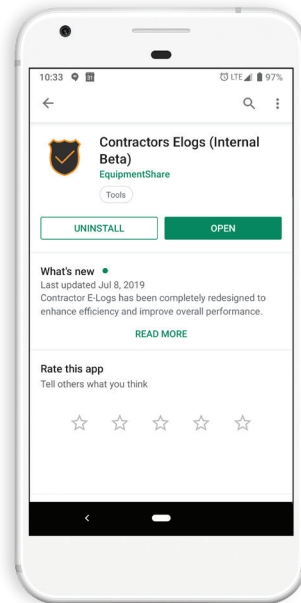 10:33 31 LTE 97%
Contractors Elogs (Internal
Beta)
EquipmentShare
Tools
UNINSTALL OPEN
What's new
Last updated Jul 8, 2019
Contractor E-Logs has been completely redesigned to
enhance efficiency and improve overall performance.
READ MORE
Rate this app
Tell others what you think